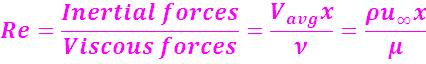 Re = Inertial forces / Viscous forces = V_avg x / ν = ρu_∞ x / μ